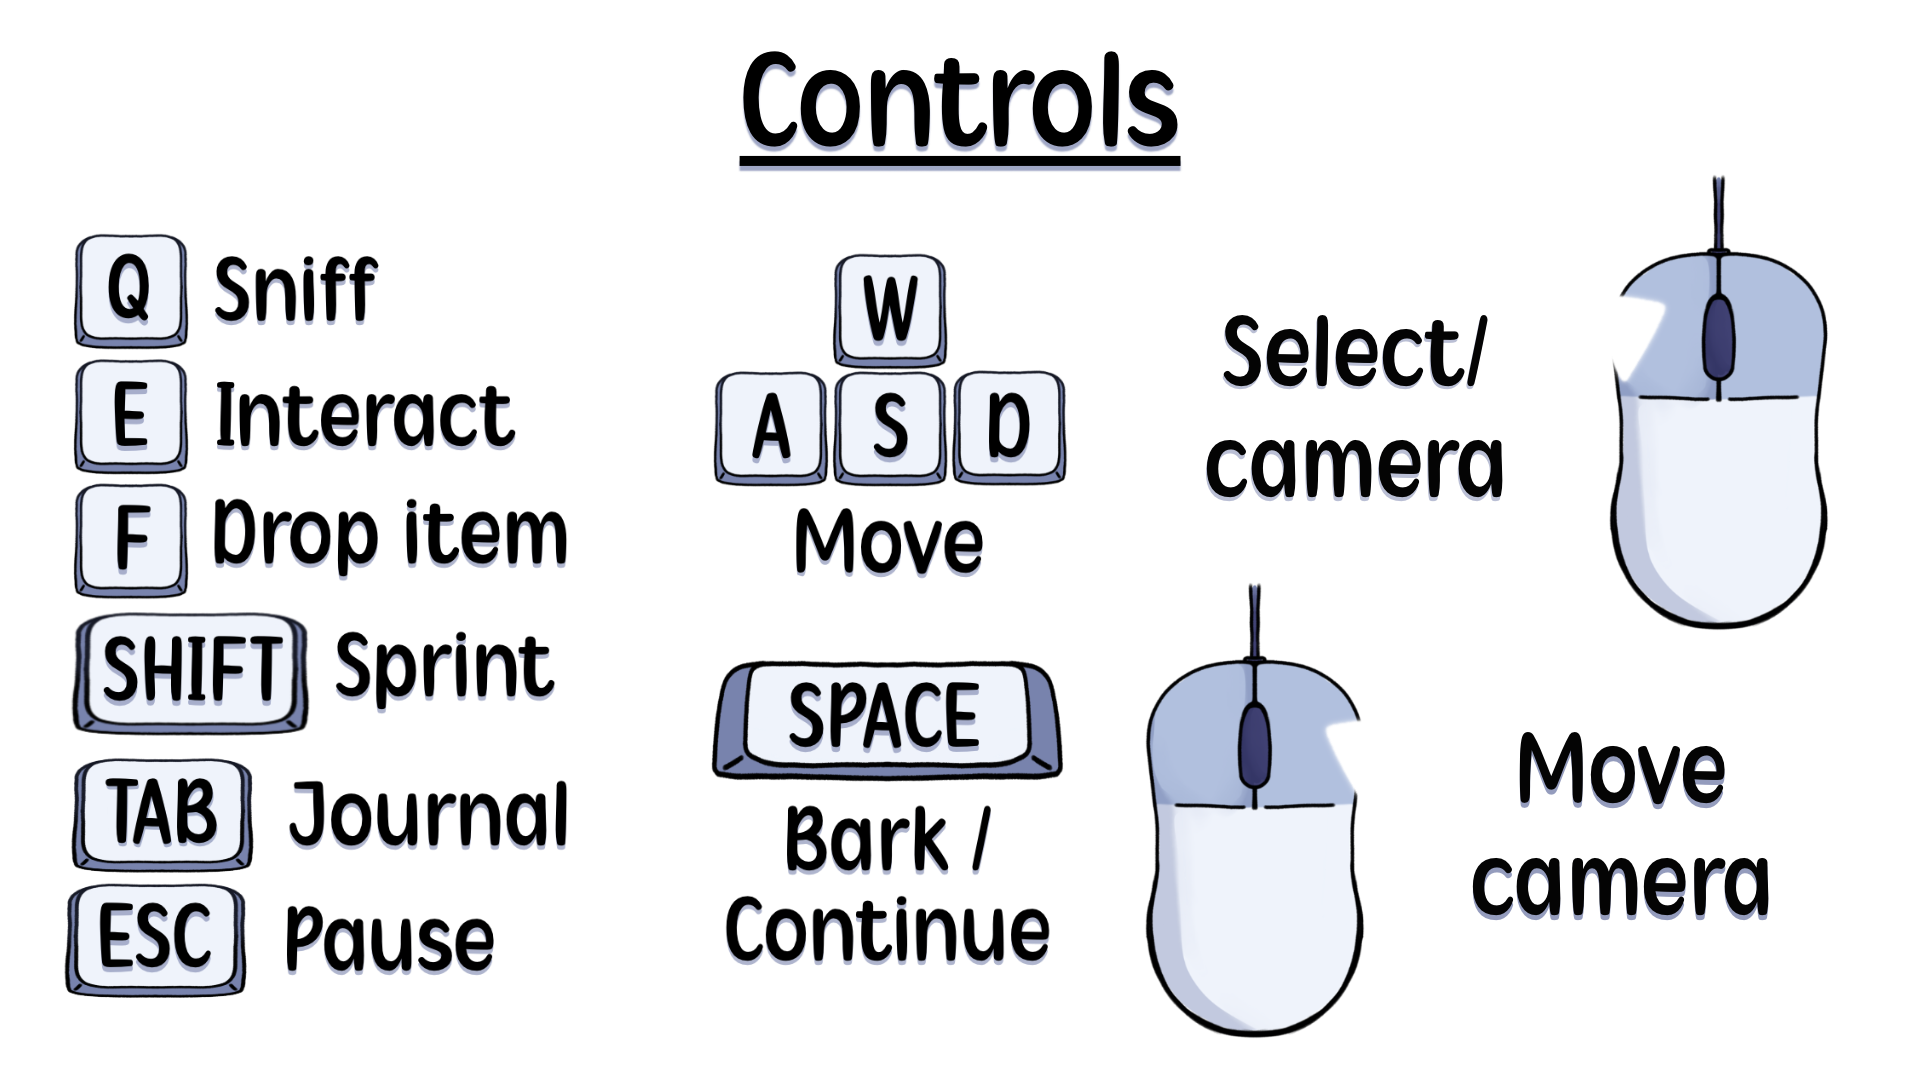 Controls
Q Sniff
E Interact
F Drop item
SHIFT Sprint
TAB Journal
ESC Pause
W
A S D
Move
SPACE
Bark /
Continue
Select/
camera
Move
camera